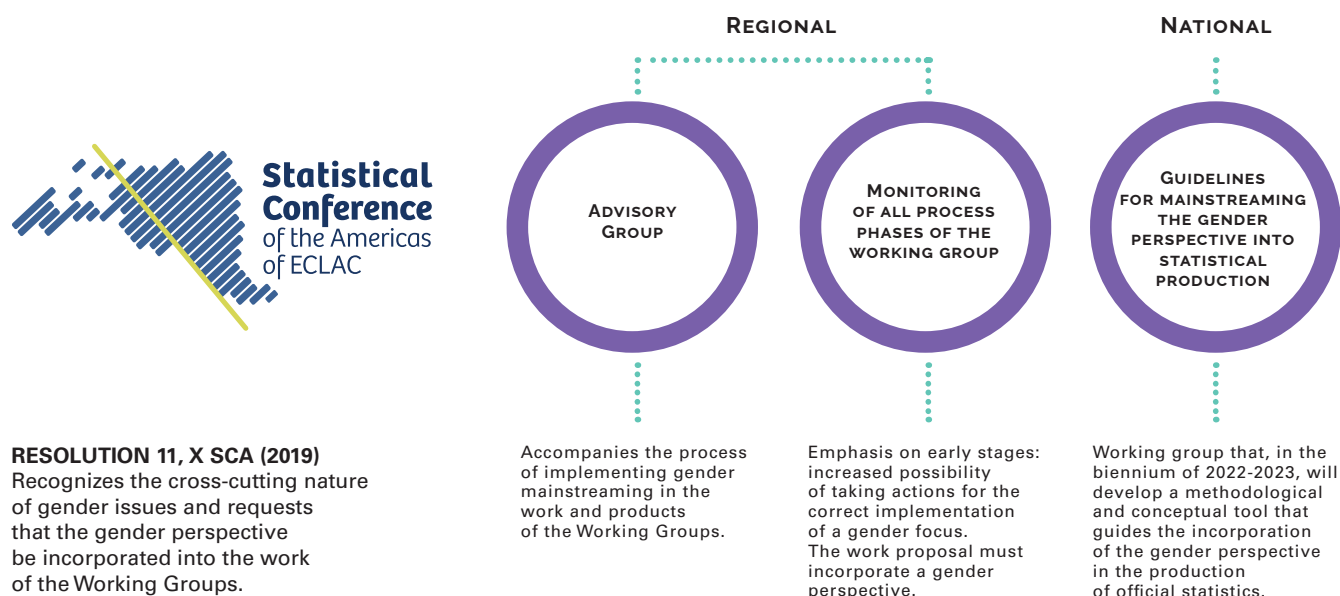 REGIONAL
NATIONAL
Statistical
Conference
of the Americas
of ECLAC
ADVISORY
GROUP
MONITORING
OF ALL PROCESS
PHASES OF THE
WORKING GROUP
GUIDELINES
FOR MAINSTREAMING
THE GENDER
PERSPECTIVE INTO
STATISTICAL
PRODUCTION
RESOLUTION 11, X SCA (2019)
Recognizes the cross-cutting nature
of gender issues and requests
that the gender perspective
be incorporated into the work
of the Working Groups.
Accompanies the process
of implementing gender
mainstreaming in the
work and products
of the Working Groups.
Emphasis on early stages:
increased possibility
of taking actions for the
correct implementation
of a gender focus.
The work proposal must
incorporate a gender
perspective.
Working group that, in the
biennium of 2022-2023, will
develop a methodological
and conceptual tool that
guides the incorporation
of the gender perspective
in the production
of official statistics.